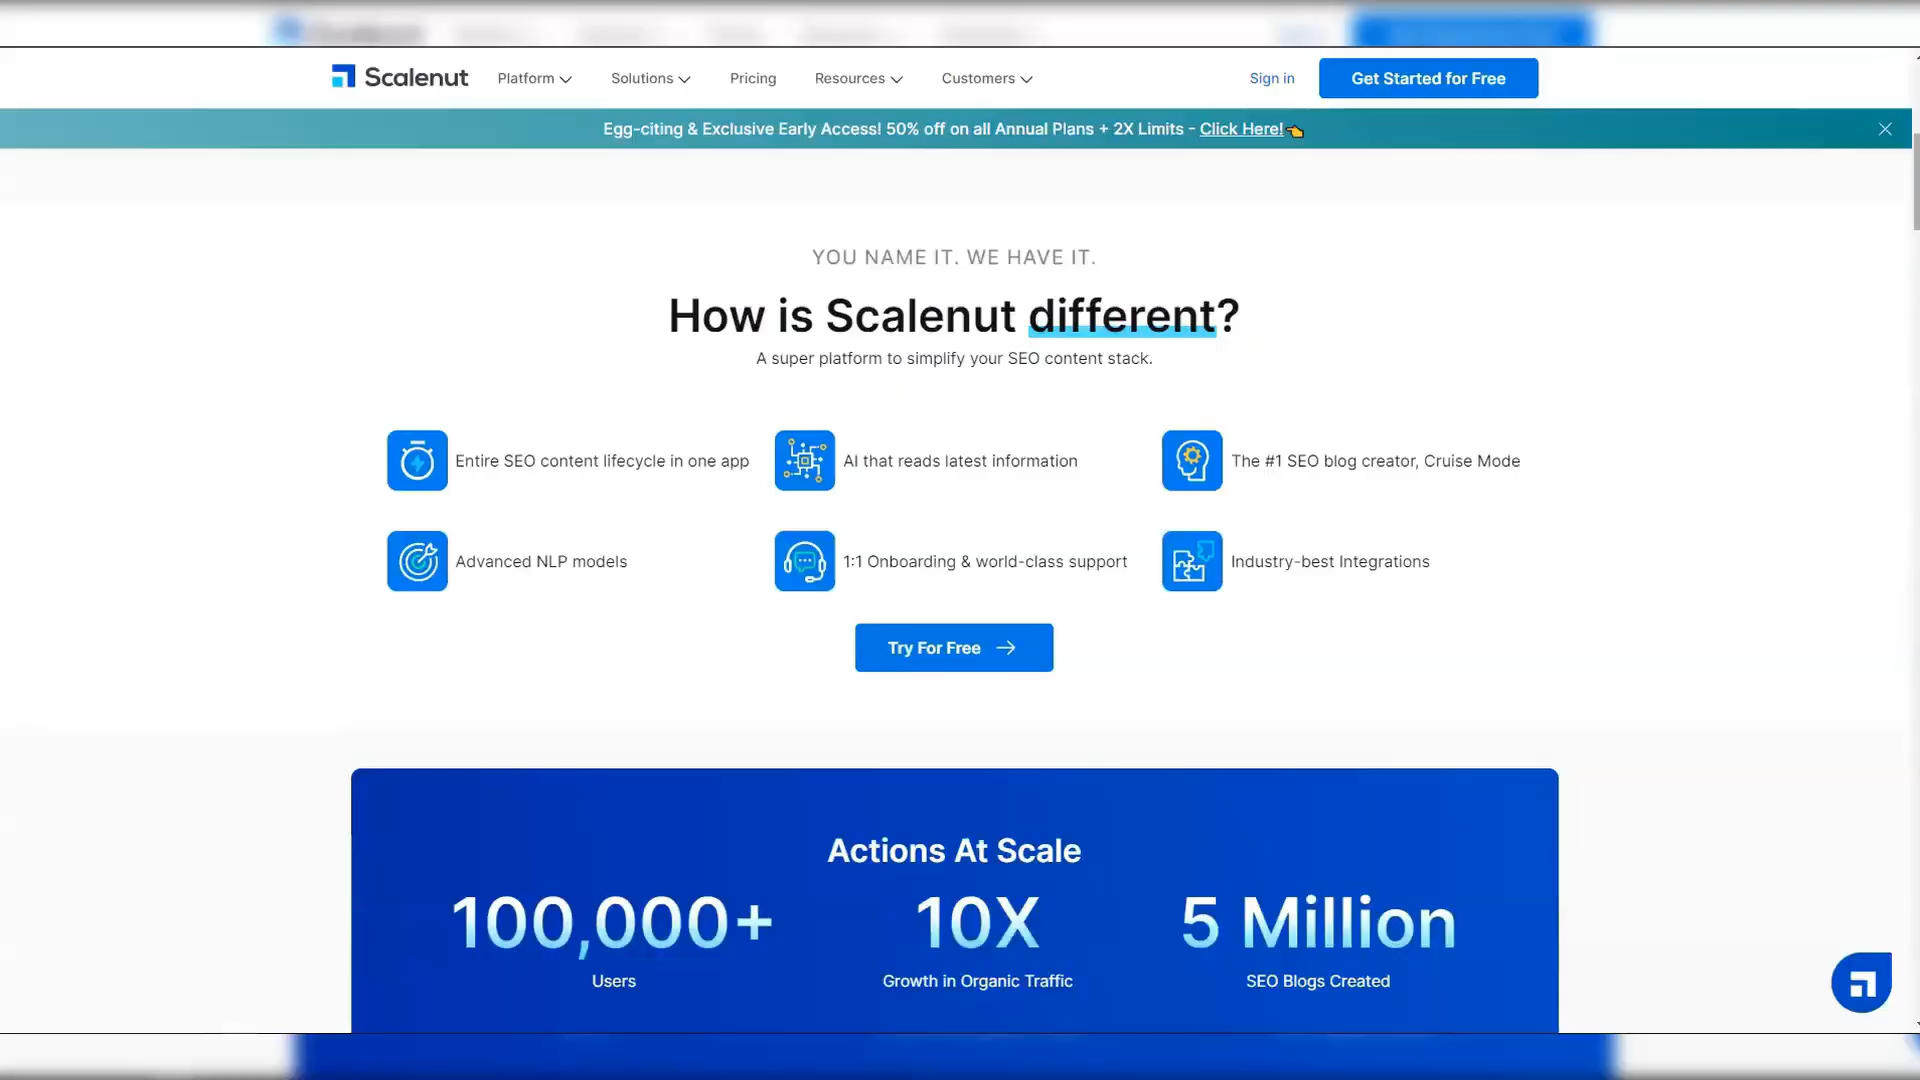 Scalenut Platform Solutions Pricing Resources Customers Sign in Get Started for Free
Egg-citing & Exclusive Early Access! 50% off on all Annual Plans + 2X Limits - Click Here!👈
YOU NAME IT. WE HAVE IT.
How is Scalenut different?
A super platform to simplify your SEO content stack.
Entire SEO content lifecycle in one app
AI that reads latest information
The #1 SEO blog creator, Cruise Mode
Advanced NLP models
1:1 Onboarding & world-class support
Industry-best Integrations
Try For Free →
Actions At Scale
100,000+ 10X 5 Million
Users Growth in Organic Traffic SEO Blogs Created